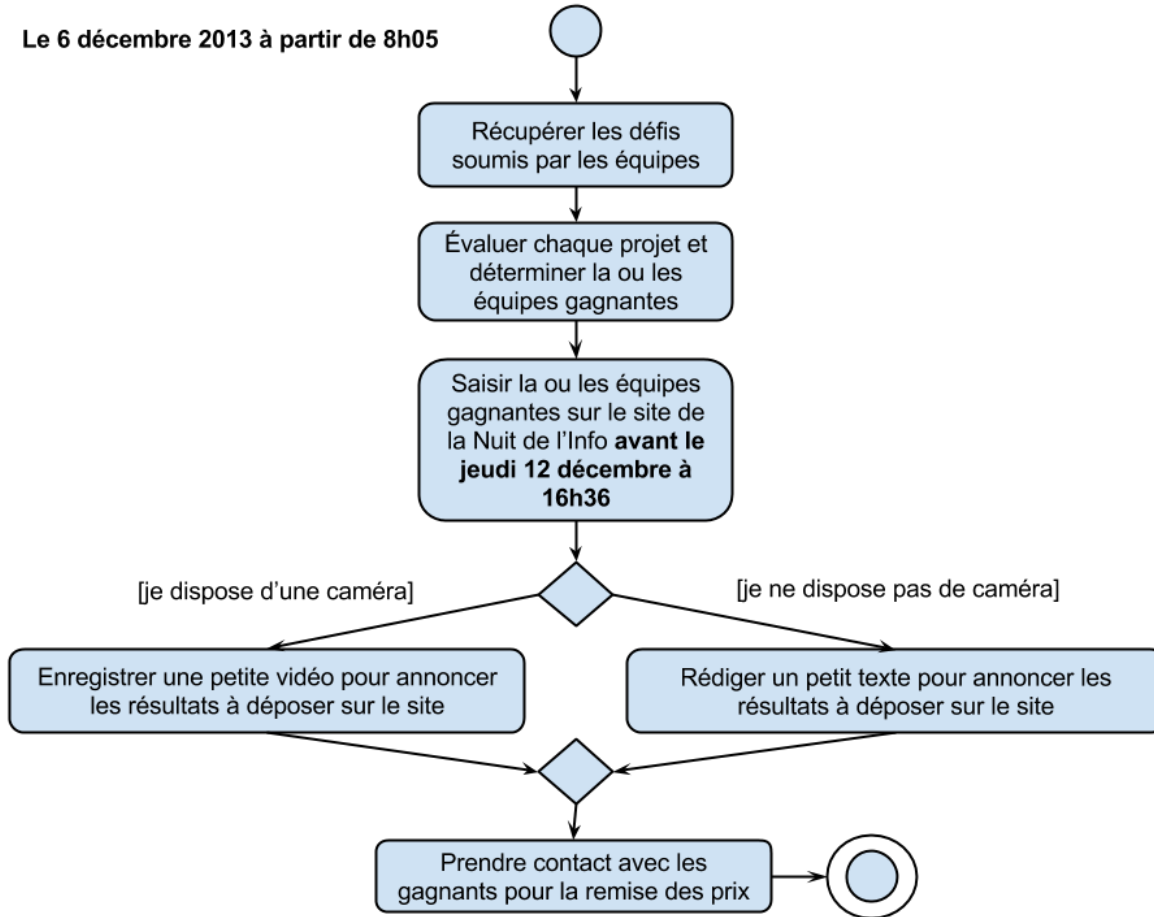 Le 6 décembre 2013 à partir de 8h05
Récupérer les défis
soumis par les équipes
Évaluer chaque projet et
déterminer la ou les
équipes gagnantes
Saisir la ou les équipes
gagnantes sur le site de
la Nuit de l’Info avant le
jeudi 12 décembre à
16h36
[je dispose d’une caméra]
[je ne dispose pas de caméra]
Enregistrer une petite vidéo pour annoncer
les résultats à déposer sur le site
Rédiger un petit texte pour annoncer les
résultats à déposer sur le site
Prendre contact avec les
gagnants pour la remise des prix